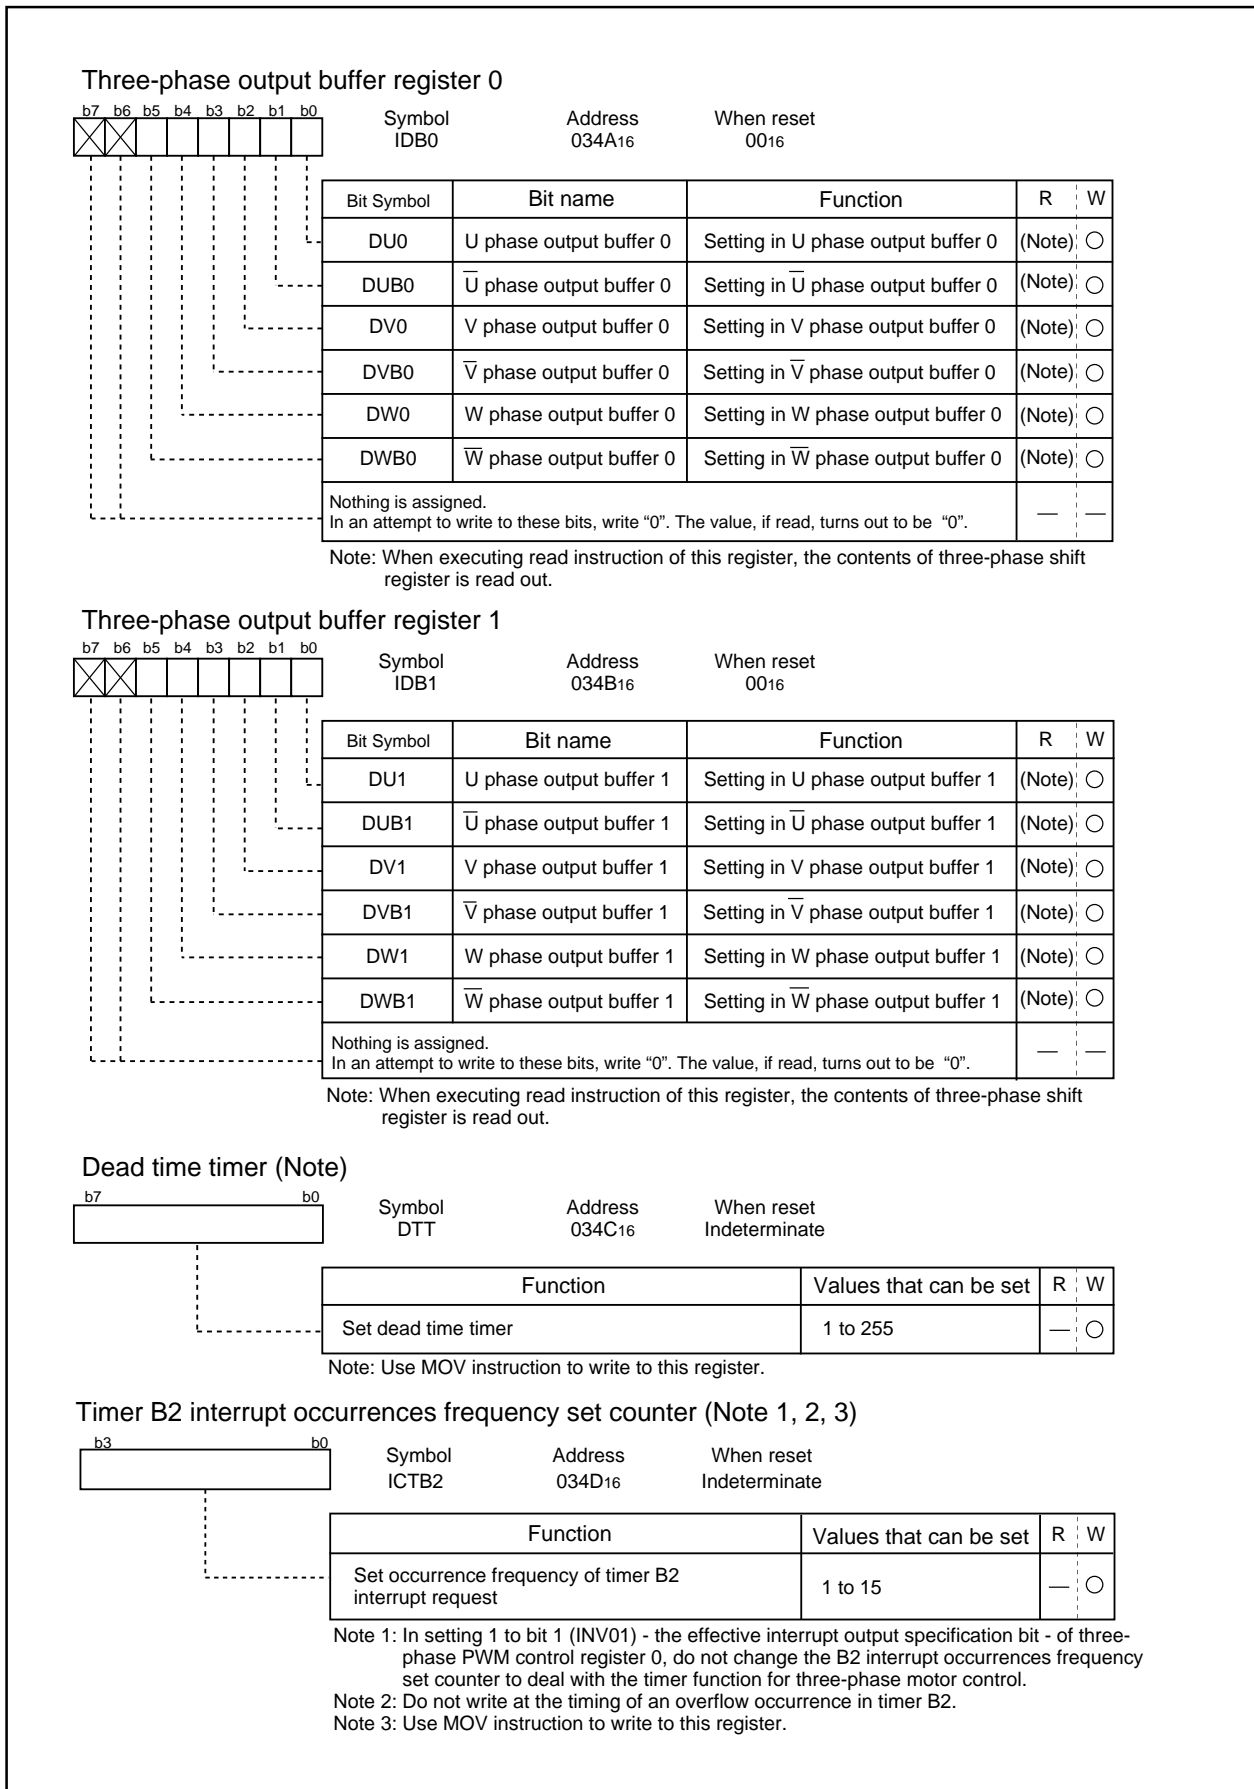 Three-phase output buffer register 0
b7 b6 b5 b4 b3 b2 b1 b0
Symbol Address When reset
IDB0 034A16 0016
Bit Symbol Bit name Function R W
DU0 U phase output buffer 0 Setting in U phase output buffer 0 (Note) ○
DUB0 U̅ phase output buffer 0 Setting in U̅ phase output buffer 0 (Note) ○
DV0 V phase output buffer 0 Setting in V phase output buffer 0 (Note) ○
DVB0 V̅ phase output buffer 0 Setting in V̅ phase output buffer 0 (Note) ○
DW0 W phase output buffer 0 Setting in W phase output buffer 0 (Note) ○
DWB0 W̅ phase output buffer 0 Setting in W̅ phase output buffer 0 (Note) ○
Nothing is assigned.
In an attempt to write to these bits, write “0”. The value, if read, turns out to be “0”. — —
Note: When executing read instruction of this register, the contents of three-phase shift
register is read out.
Three-phase output buffer register 1
b7 b6 b5 b4 b3 b2 b1 b0
Symbol Address When reset
IDB1 034B16 0016
Bit Symbol Bit name Function R W
DU1 U phase output buffer 1 Setting in U phase output buffer 1 (Note) ○
DUB1 U̅ phase output buffer 1 Setting in U̅ phase output buffer 1 (Note) ○
DV1 V phase output buffer 1 Setting in V phase output buffer 1 (Note) ○
DVB1 V̅ phase output buffer 1 Setting in V̅ phase output buffer 1 (Note) ○
DW1 W phase output buffer 1 Setting in W phase output buffer 1 (Note) ○
DWB1 W̅ phase output buffer 1 Setting in W̅ phase output buffer 1 (Note) ○
Nothing is assigned.
In an attempt to write to these bits, write “0”. The value, if read, turns out to be “0”. — —
Note: When executing read instruction of this register, the contents of three-phase shift
register is read out.
Dead time timer (Note)
b7 b0
Symbol Address When reset
DTT 034C16 Indeterminate
Function Values that can be set R W
Set dead time timer 1 to 255 — ○
Note: Use MOV instruction to write to this register.
Timer B2 interrupt occurrences frequency set counter (Note 1, 2, 3)
b3 b0
Symbol Address When reset
ICTB2 034D16 Indeterminate
Function Values that can be set R W
Set occurrence frequency of timer B2
interrupt request 1 to 15 — ○
Note 1: In setting 1 to bit 1 (INV01) - the effective interrupt output specification bit - of three-
phase PWM control register 0, do not change the B2 interrupt occurrences frequency
set counter to deal with the timer function for three-phase motor control.
Note 2: Do not write at the timing of an overflow occurrence in timer B2.
Note 3: Use MOV instruction to write to this register.